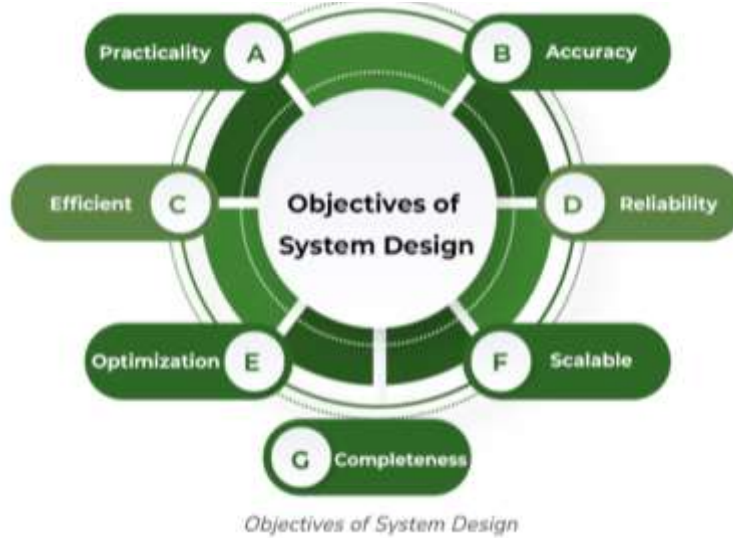 Practicality A
B Accuracy
Efficient C
Objectives of
System Design
D Reliability
Optimization E
F Scalable
G Completeness
Objectives of System Design